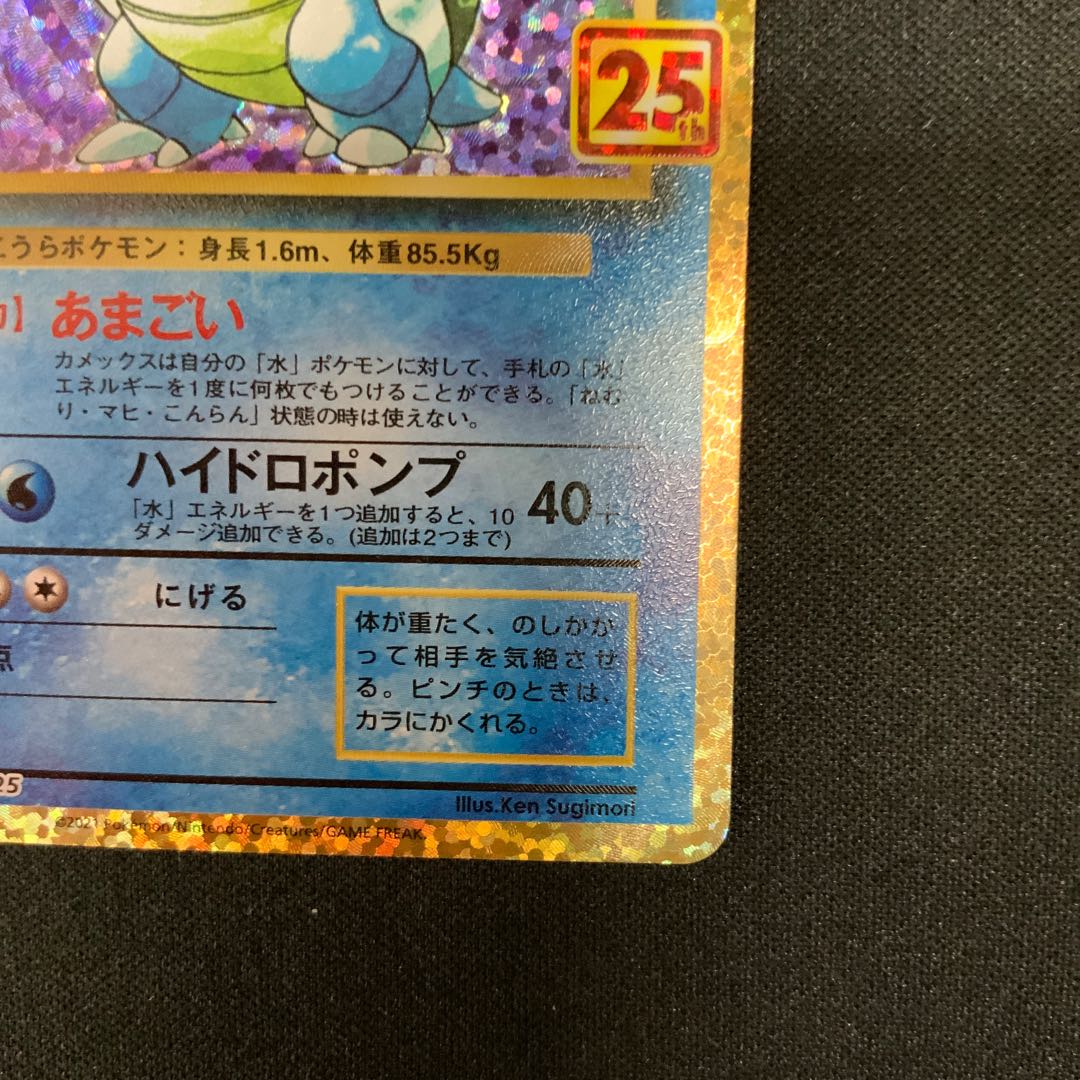 25th
こうらポケモン：身長1.6m、体重85.5Kg
】あまごい
カメックスは自分の「水」ポケモンに対して、手札の「水」
エネルギーを1度に何枚でもつけることができる。「ねむ
り・マヒ・こんらん」状態の時は使えない。
ハイドロポンプ 40+
「水」エネルギーを1つ追加すると、10
ダメージ追加できる。(追加は2つまで)
にげる
体が重たく、のしかか
って相手を気絶させ
点
る。ピンチのときは、
カラにかくれる。
25
Illus.Ken Sugimori
©2021 Pokémon/Nintendo/Creatures/GAME FREAK.